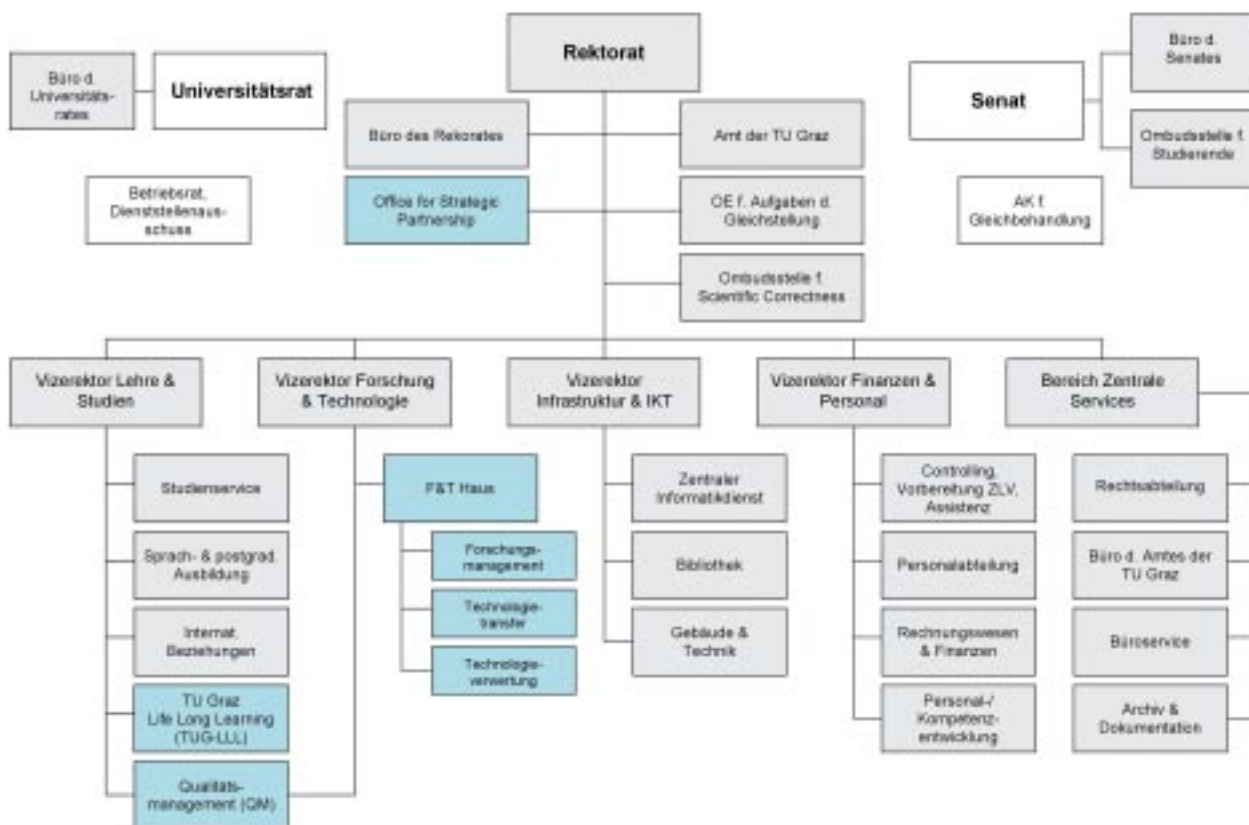 Rektorat
Büro d.
Universitäts-
rates
Universitätsrat
Senat
Büro d.
Senates
Ombudsstelle f.
Studierende
Büro des Rekorates
Amt der TU Graz
Office for Strategic
Partnership
OE f. Aufgaben d.
Gleichstellung
Ombudsstelle f.
Scientific Correctness
Betriebsrat,
Dienststellenaus-
schuss
AK f.
Gleichbehandlung
Vizerektor Lehre &
Studien
Vizerektor Forschung
& Technologie
Vizerektor
Infrastruktur & IKT
Vizerektor Finanzen &
Personal
Bereich Zentrale
Services
Studienservice
Sprach- & postgrad.
Ausbildung
Internat.
Beziehungen
TU Graz
Life Long Learning
(TUG-LLL)
Qualitäts-
management (QM)
F&T Haus
Forschungs-
management
Technologie-
transfer
Technologie-
verwertung
Zentraler
Informatikdienst
Bibliothek
Gebäude &
Technik
Controlling,
Vorbereitung ZLV,
Assistenz
Personalabteilung
Rechnungswesen
& Finanzen
Personal-/
Kompetenz-
entwicklung
Rechtsabteilung
Büro d. Amtes der
TU Graz
Büroservice
Archiv &
Dokumentation